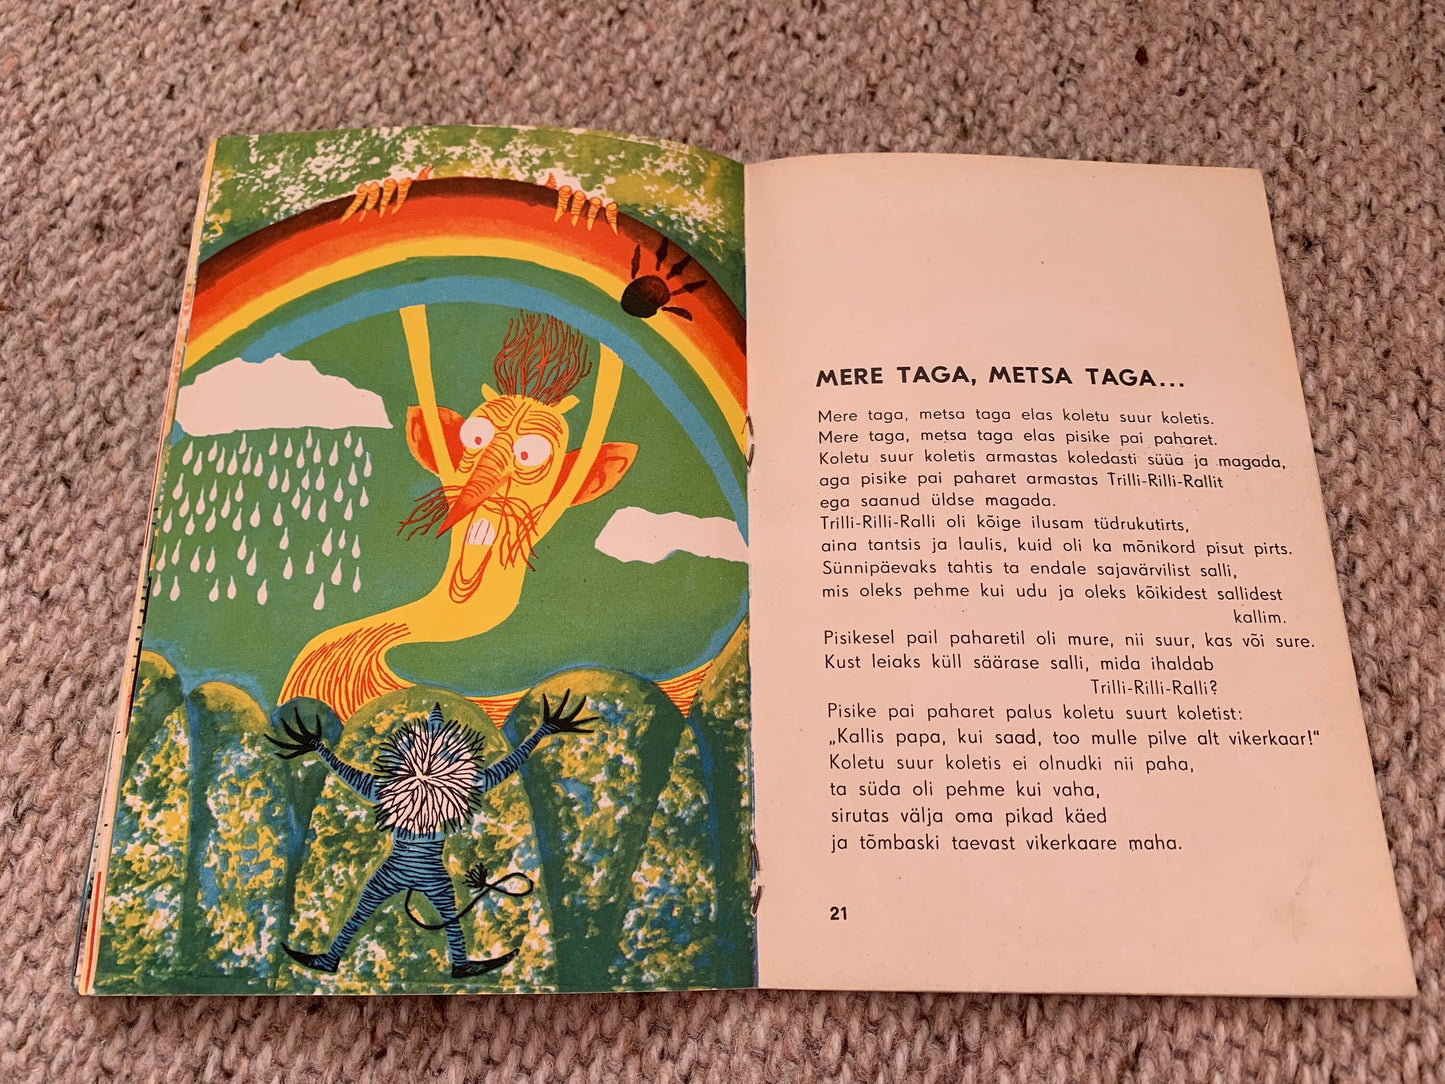 MERE TAGA, METSA TAGA...
Mere taga, metsa taga elas koletu suur koletis.
Mere taga, metsa taga elas pisike pai paharet.
Koletu suur koletis armastas koledasti süüa ja magada,
aga pisike pai paharet armastas Trilli-Rilli-Rallit
ega saanud üldse magada.
Trilli-Rilli-Ralli oli kõige ilusam tüdrukutirts,
aina tantsis ja laulis, kuid oli ka mõnikord pisut pirts.
Sünnipäevaks tahtis ta endale sajavärvilist salli,
mis oleks pehme kui udu ja oleks kõikidest sallidest
kallim.
Pisikesel pail paharetil oli mure, nii suur, kas või sure.
Kust leiaks küll säärase salli, mida ihaldab
Trilli-Rilli-Ralli?
Pisike pai paharet palus koletu suurt koletist:
„Kallis papa, kui saad, too mulle pilve alt vikerkaar!"
Koletu suur koletis ei olnudki nii paha,
ta süda oli pehme kui vaha,
sirutas välja oma pikad käed
ja tõmbaski taevast vikerkaare maha.
21